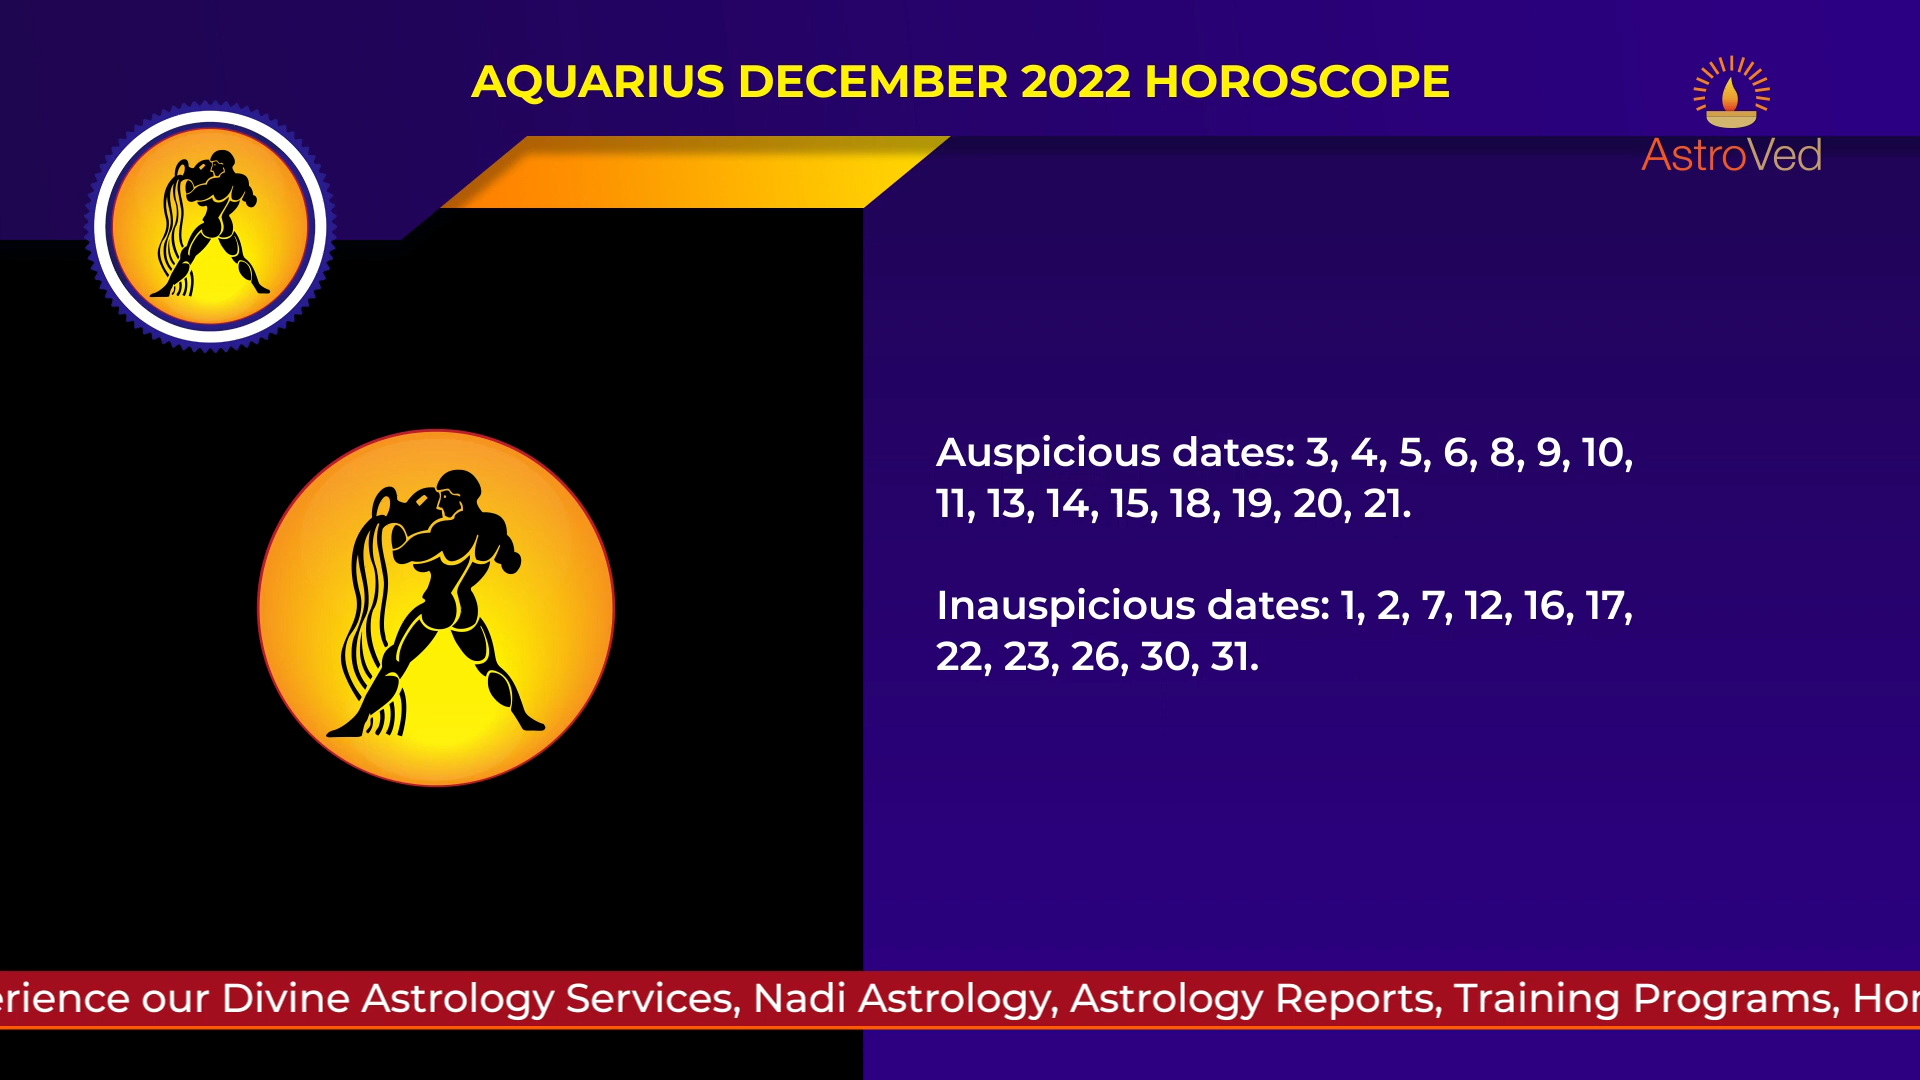 AQUARIUS DECEMBER 2022 HOROSCOPE
AstroVed
Auspicious dates: 3, 4, 5, 6, 8, 9, 10,
11, 13, 14, 15, 18, 19, 20, 21.
Inauspicious dates: 1, 2, 7, 12, 16, 17,
22, 23, 26, 30, 31.
erience our Divine Astrology Services, Nadi Astrology, Astrology Reports, Training Programs, Hor